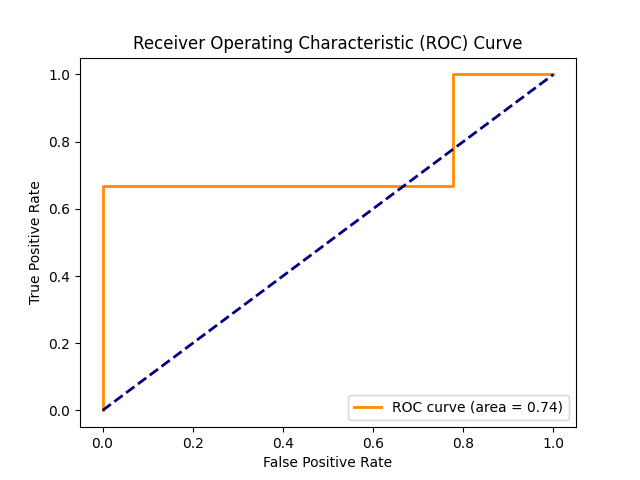 Receiver Operating Characteristic (ROC) Curve
1.0
0.8
0.6
0.4
0.2
0.0
True Positive Rate
ROC curve (area = 0.74)
0.0 0.2 0.4 0.6 0.8 1.0
False Positive Rate